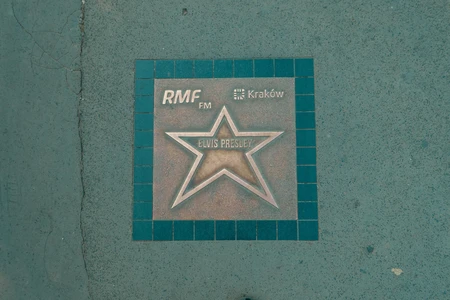 RMF FM Kraków
ELVIS PRESLEY